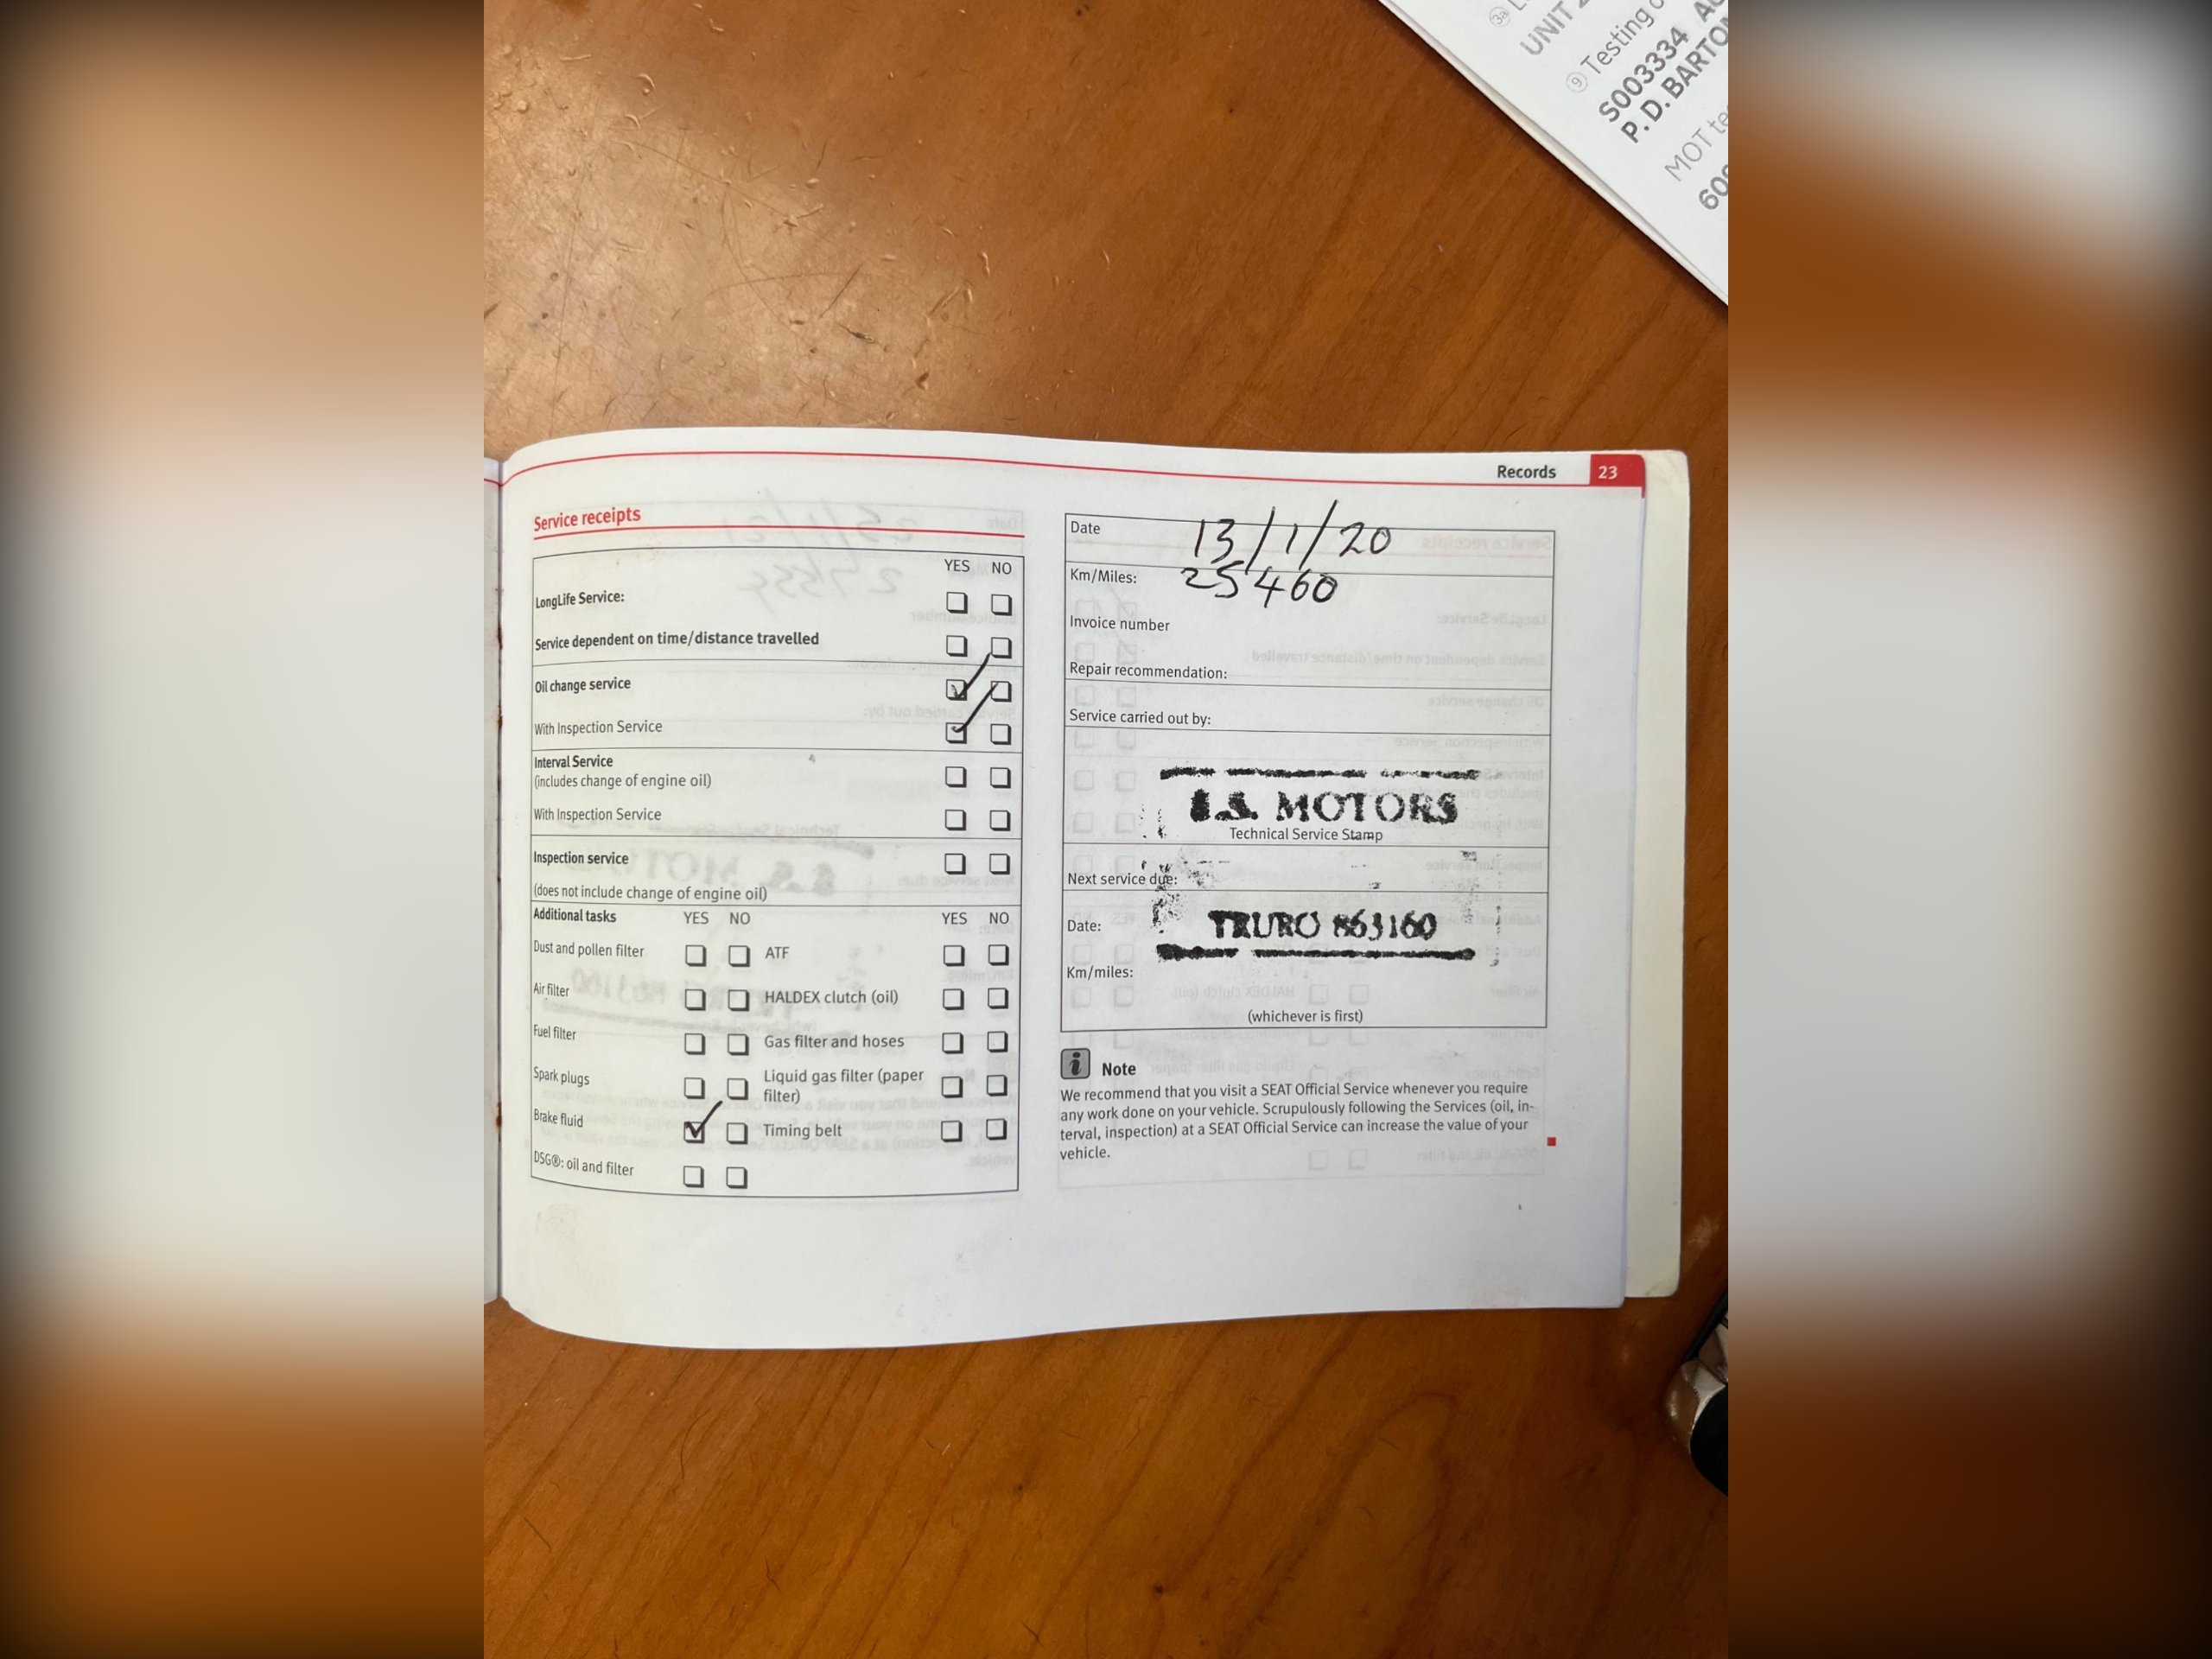 UNIT
Testing
S003334
P. D. BARTON
MOT
Records 23
Service receipts
YES NO
LongLife Service:
Service dependent on time/distance travelled
Oil change service
With Inspection Service
Interval Service
(includes change of engine oil)
With Inspection Service
Inspection service
(does not include change of engine oil)
Additional tasks YES NO YES NO
Dust and pollen filter ATF
Air filter HALDEX clutch (oil)
Fuel filter Gas filter and hoses
Spark plugs Liquid gas filter (paper
filter)
Brake fluid Timing belt
DSG®: oil and filter
Date 13/1/20
Km/Miles: 25460
Invoice number
Repair recommendation:
Service carried out by:
MOTORS
Technical Service Stamp
Next service due:
Date: TRURO 863160
Km/miles:
(whichever is first)
Note
We recommend that you visit a SEAT Official Service whenever you require
any work done on your vehicle. Scrupulously following the Services (oil, in-
terval, inspection) at a SEAT Official Service can increase the value of your
vehicle.